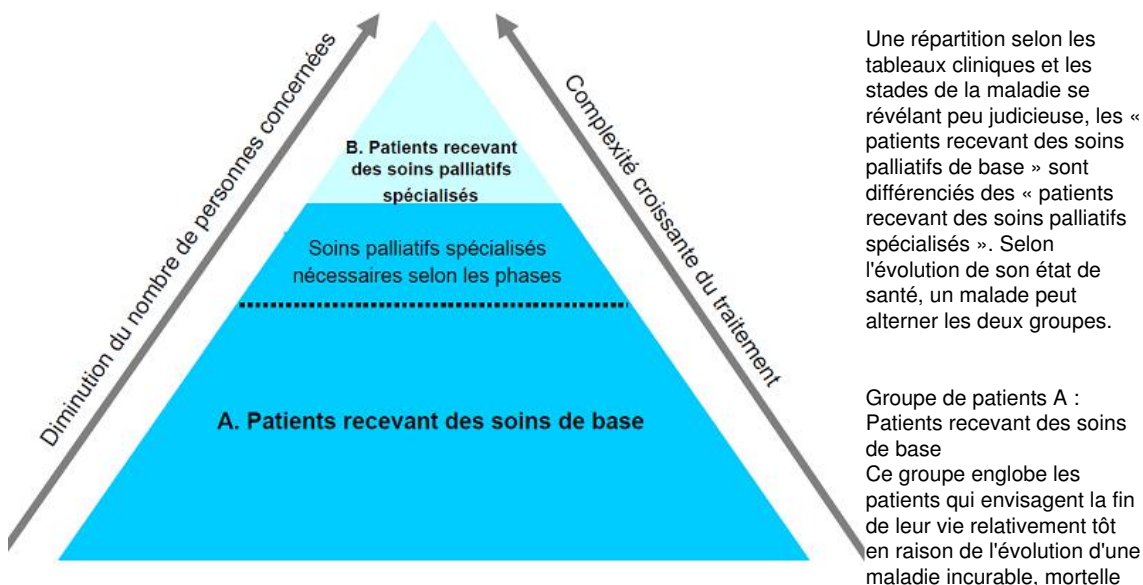 Diminution du nombre de personnes concernées
Complexité croissante du traitement
B. Patients recevant
des soins palliatifs
spécialisés
Soins palliatifs spécialisés
nécessaires selon les phases
A. Patients recevant des soins de base
Une répartition selon les
tableaux cliniques et les
stades de la maladie se
révélant peu judicieuse, les «
patients recevant des soins
palliatifs de base » sont
différenciés des « patients
recevant des soins palliatifs
spécialisés ». Selon
l'évolution de son état de
santé, un malade peut
alterner les deux groupes.
Groupe de patients A :
Patients recevant des soins
de base
Ce groupe englobe les
patients qui envisagent la fin
de leur vie relativement tôt
en raison de l'évolution d'une
maladie incurable, mortelle